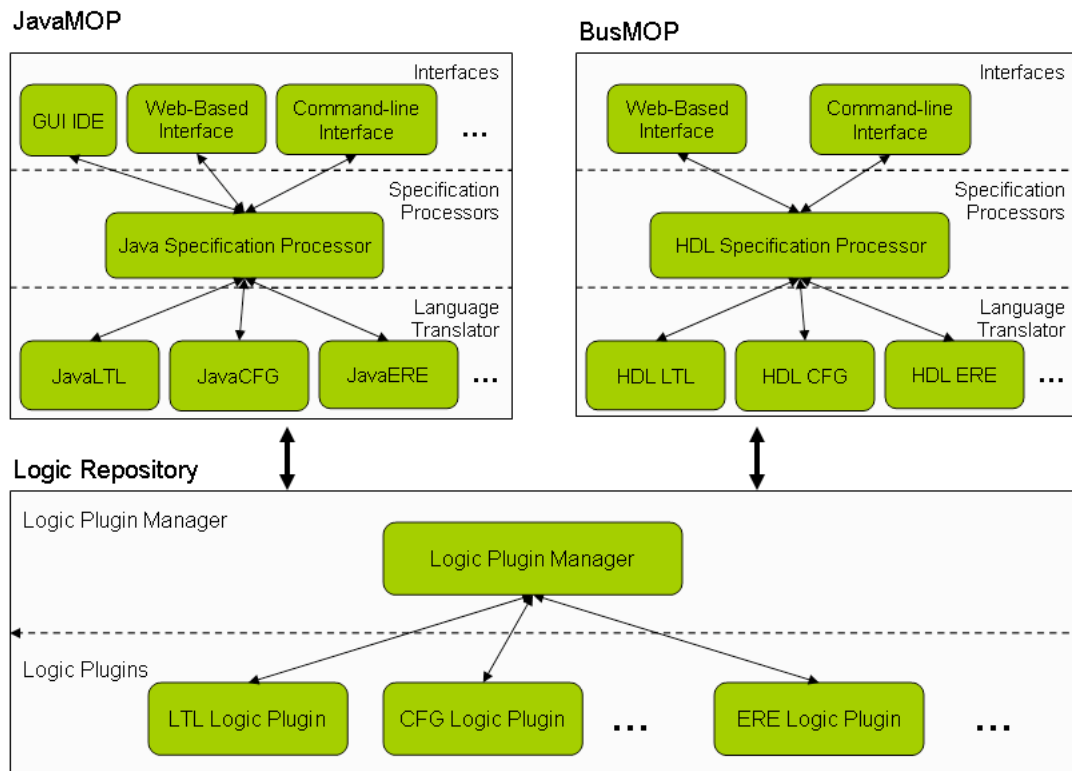 JavaMOP
Interfaces
GUI IDE
Web-Based
Interface
Command-line
Interface
...
Specification
Processors
Java Specification Processor
Language
Translator
JavaLTL
JavaCFG
JavaERE
...
BusMOP
Interfaces
Web-Based
Interface
Command-line
Interface
Specification
Processors
HDL Specification Processor
Language
Translator
HDL LTL
HDL CFG
HDL ERE
...
Logic Repository
Logic Plugin Manager
Logic Plugin Manager
Logic Plugins
LTL Logic Plugin
CFG Logic Plugin
...
ERE Logic Plugin
...